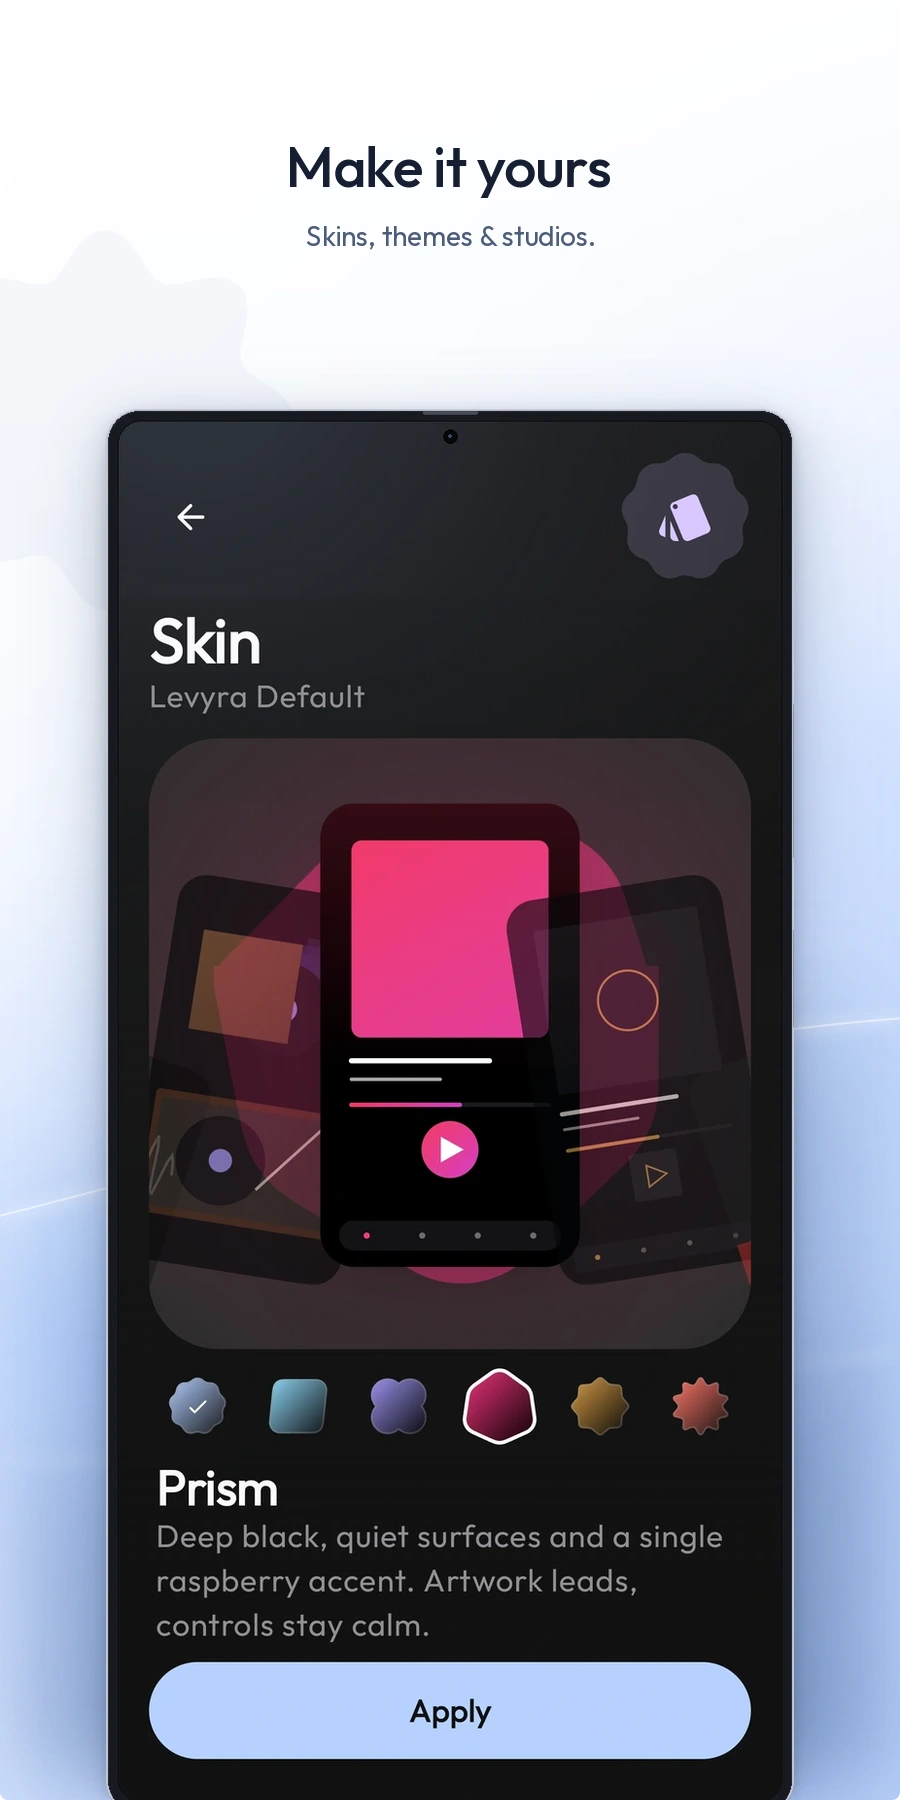 Make it yours
Skins, themes & studios.
Skin
Levyra Default
Prism
Deep black, quiet surfaces and a single
raspberry accent. Artwork leads,
controls stay calm.
Apply